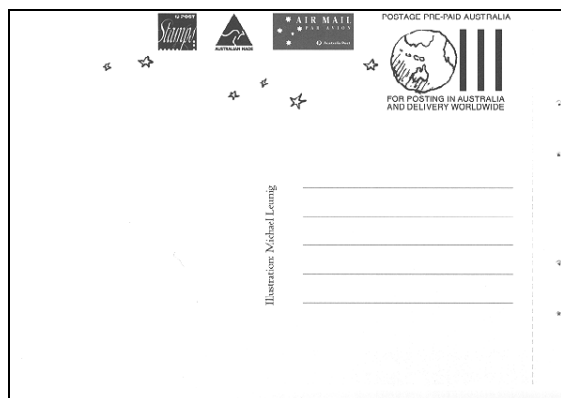 AU POST
Stamps
AUSTRALIAN MADE
AIR MAIL
PAR AVION
Australia Post
POSTAGE PRE-PAID AUSTRALIA
FOR POSTING IN AUSTRALIA
AND DELIVERY WORLDWIDE
Illustration: Michael Leunig